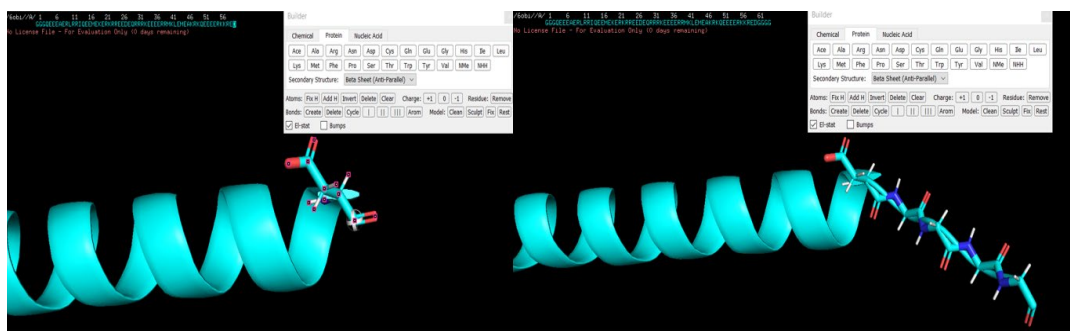 /6obi//A/ 1 6 11 16 21 26 31 36 41 46 51 56
No License File - For Evaluation Only (0 days remaining)
Builder
Chemical Protein Nucleic Acid
Ace Ala Arg Asn Asp Cys Gln Glu Gly His Ile Leu
Lys Met Phe Pro Ser Thr Trp Tyr Val NMe NHH
Secondary Structure: Beta Sheet (Anti-Parallel)
Atoms: Fix H Add H Invert Delete Clear Charge: +1 0 -1 Residue: Remove
Bonds: Create Delete Cycle | || ||| Arom Model: Clean Sculpt Fix Rest
El-stat Bumps
/6obi//A/ 1 6 11 16 21 26 31 36 41 46 51 56 61
No License File - For Evaluation Only (0 days remaining)
Builder
Chemical Protein Nucleic Acid
Ace Ala Arg Asn Asp Cys Gln Glu Gly His Ile Leu
Lys Met Phe Pro Ser Thr Trp Tyr Val NMe NHH
Secondary Structure: Beta Sheet (Anti-Parallel)
Atoms: Fix H Add H Invert Delete Clear Charge: +1 0 -1 Residue: Remove
Bonds: Create Delete Cycle | || ||| Arom Model: Clean Sculpt Fix Rest
El-stat Bumps